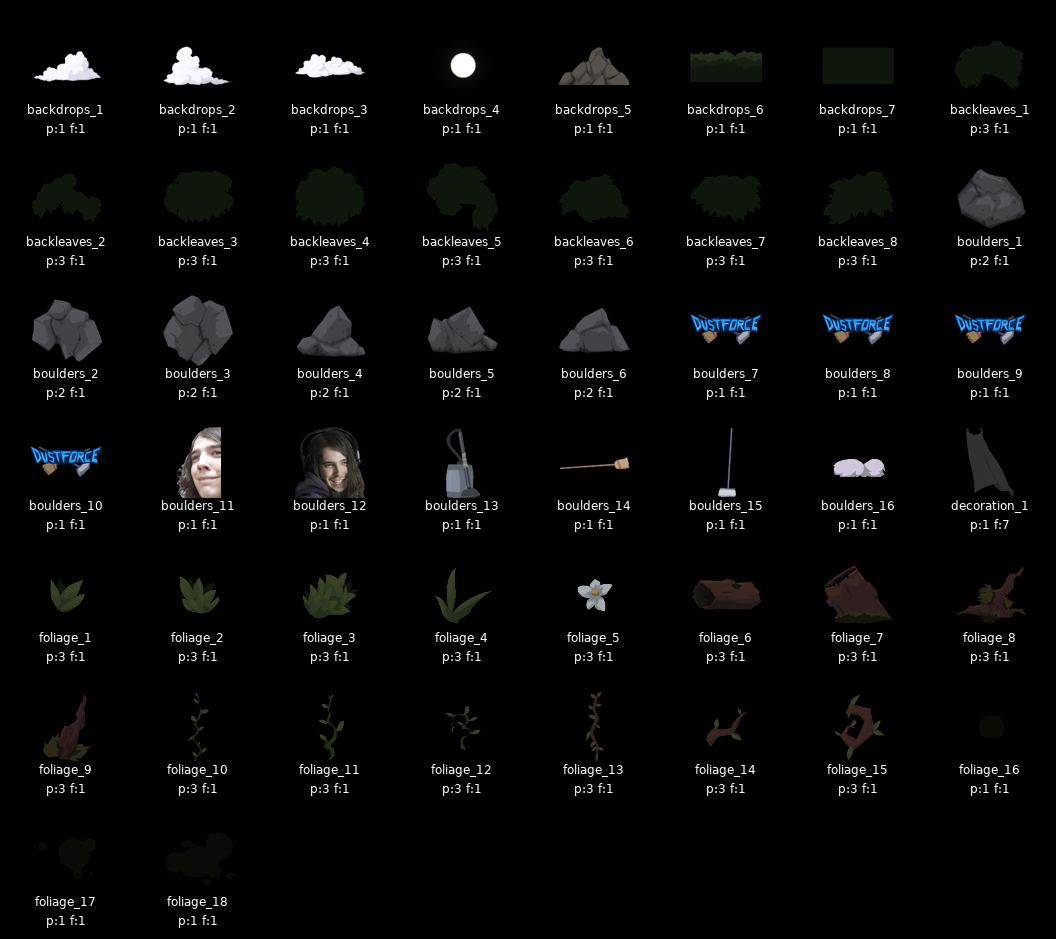 backdrops_1 backdrops_2 backdrops_3 backdrops_4 backdrops_5 backdrops_6 backdrops_7 backleaves_1
p:1 f:1 p:1 f:1 p:1 f:1 p:1 f:1 p:1 f:1 p:1 f:1 p:1 f:1 p:3 f:1
backleaves_2 backleaves_3 backleaves_4 backleaves_5 backleaves_6 backleaves_7 backleaves_8 boulders_1
p:3 f:1 p:3 f:1 p:3 f:1 p:3 f:1 p:3 f:1 p:3 f:1 p:3 f:1 p:2 f:1
DUSTFORCE DUSTFORCE DUSTFORCE
boulders_2 boulders_3 boulders_4 boulders_5 boulders_6 boulders_7 boulders_8 boulders_9
p:2 f:1 p:2 f:1 p:2 f:1 p:2 f:1 p:2 f:1 p:1 f:1 p:1 f:1 p:1 f:1
DUSTFORCE
boulders_10 boulders_11 boulders_12 boulders_13 boulders_14 boulders_15 boulders_16 decoration_1
p:1 f:1 p:1 f:1 p:1 f:1 p:1 f:1 p:1 f:1 p:1 f:1 p:1 f:1 p:1 f:7
foliage_1 foliage_2 foliage_3 foliage_4 foliage_5 foliage_6 foliage_7 foliage_8
p:3 f:1 p:3 f:1 p:3 f:1 p:3 f:1 p:3 f:1 p:3 f:1 p:3 f:1 p:3 f:1
foliage_9 foliage_10 foliage_11 foliage_12 foliage_13 foliage_14 foliage_15 foliage_16
p:3 f:1 p:3 f:1 p:3 f:1 p:3 f:1 p:3 f:1 p:3 f:1 p:3 f:1 p:1 f:1
foliage_17 foliage_18
p:1 f:1 p:1 f:1